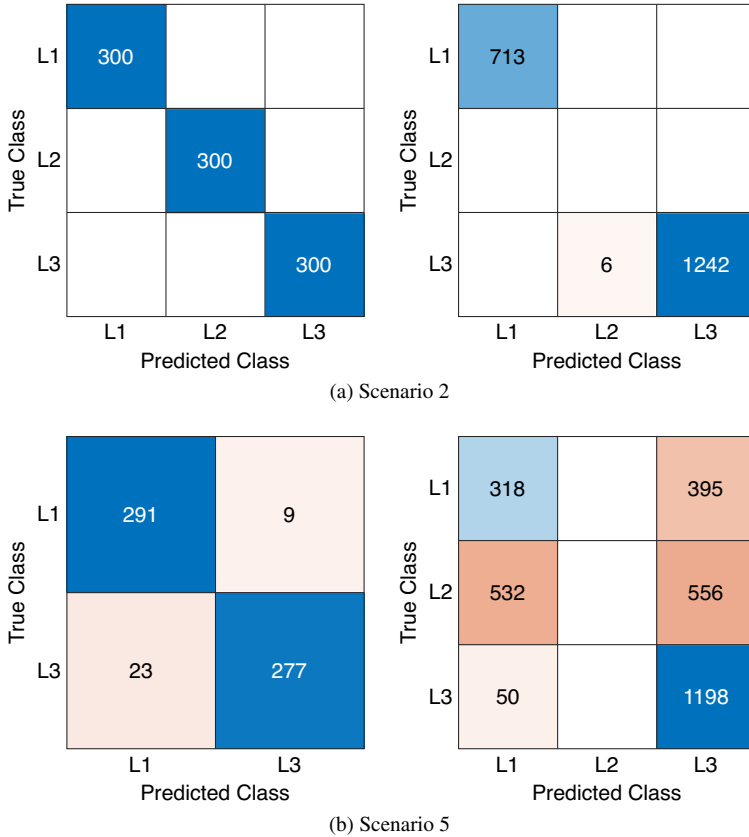 True Class
L1
300
L2
300
L3
300
L1
L2
L3
Predicted Class
True Class
L1
713
L2
L3
6
1242
L1
L2
L3
Predicted Class
(a) Scenario 2
True Class
L1
291
9
L3
23
277
L1
L3
Predicted Class
True Class
L1
318
395
L2
532
556
L3
50
1198
L1
L2
L3
Predicted Class
(b) Scenario 5